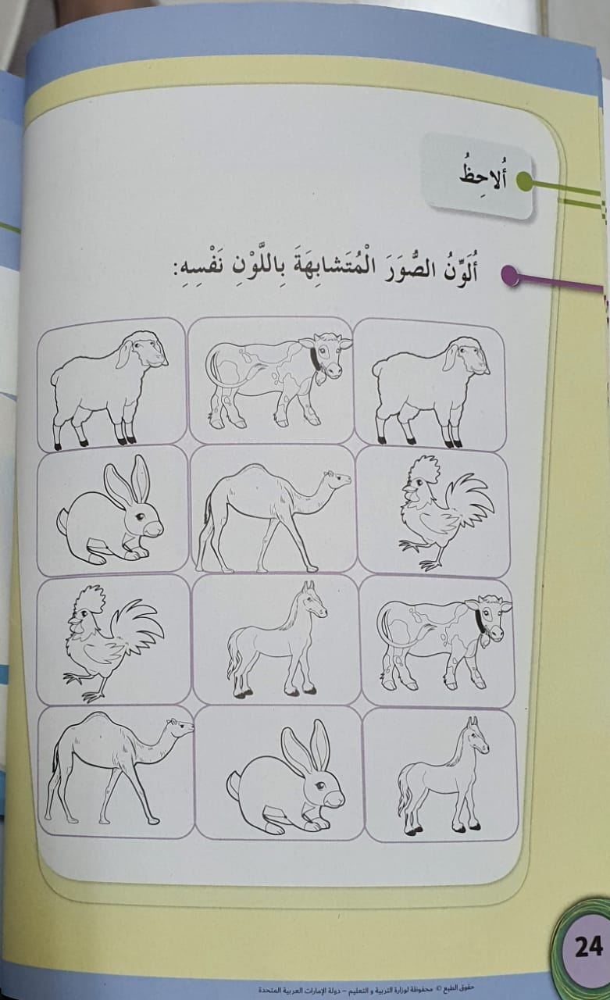 أُلاحِظُ
أُلَوِّنُ الصُّوَرَ الْمُتَشابِهَةَ بِاللَّوْنِ نَفْسِهِ:
24
حقوق الطبع © محفوظة لوزارة التربية و التعليم – دولة الإمارات العربية المتحدة